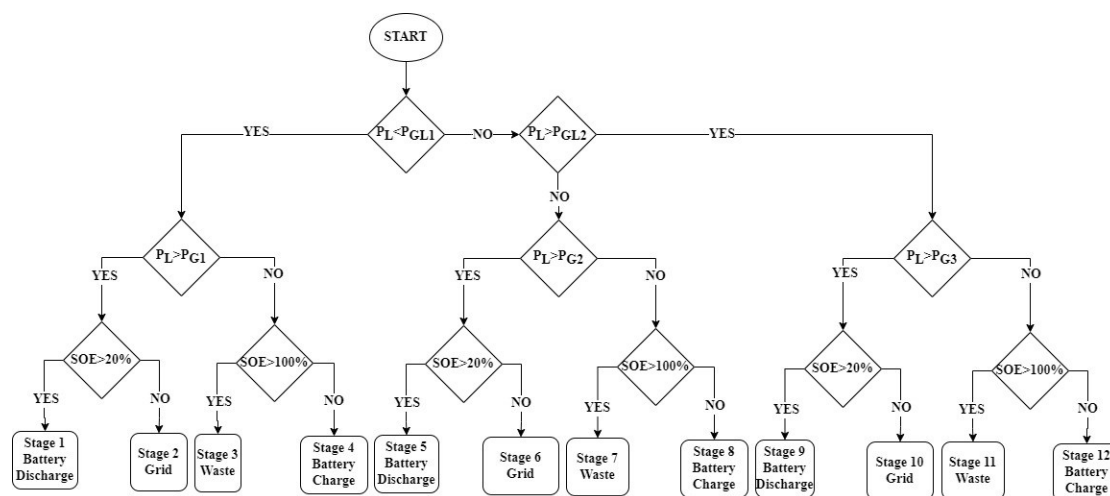 START
YES
P_L<P_GL1
NO
P_L>P_GL2
YES
NO
P_L>P_G1
P_L>P_G2
P_L>P_G3
YES
NO
YES
NO
YES
NO
SOE>20%
SOE>100%
SOE>20%
SOE>100%
SOE>20%
SOE>100%
YES
NO
YES
NO
YES
NO
YES
NO
YES
NO
YES
NO
Stage 1
Battery
Discharge
Stage 2
Grid
Stage 3
Waste
Stage 4
Battery
Charge
Stage 5
Battery
Discharge
Stage 6
Grid
Stage 7
Waste
Stage 8
Battery
Charge
Stage 9
Battery
Discharge
Stage 10
Grid
Stage 11
Waste
Stage 12
Battery
Charge